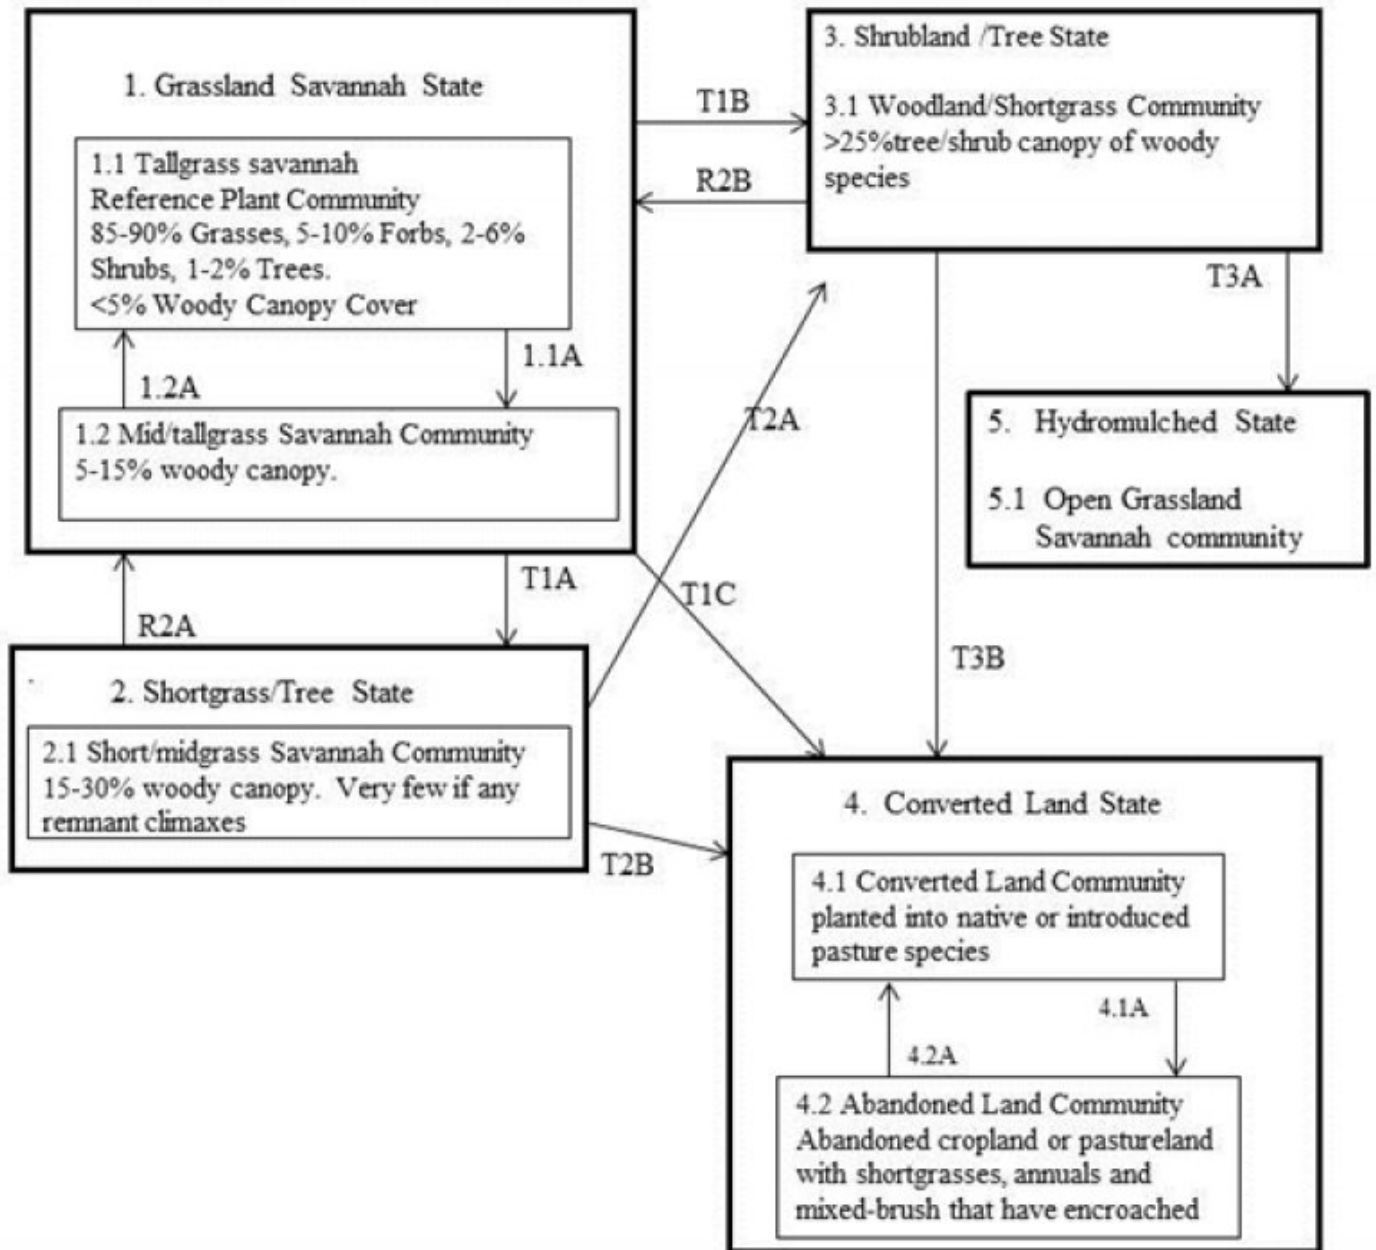 1. Grassland Savannah State
1.1 Tallgrass savannah
Reference Plant Community
85-90% Grasses, 5-10% Forbs, 2-6%
Shrubs, 1-2% Trees.
<5% Woody Canopy Cover
1.1A
1.2A
1.2 Mid/tallgrass Savannah Community
5-15% woody canopy.
T1B
R2B
3. Shrubland /Tree State
3.1 Woodland/Shortgrass Community
>25%tree/shrub canopy of woody
species
T3A
T2A
5. Hydromulched State
5.1 Open Grassland
Savannah community
T1A
T1C
R2A
T3B
2. Shortgrass/Tree State
2.1 Short/midgrass Savannah Community
15-30% woody canopy. Very few if any
remnant climaxes
T2B
4. Converted Land State
4.1 Converted Land Community
planted into native or introduced
pasture species
4.1A
4.2A
4.2 Abandoned Land Community
Abandoned cropland or pastureland
with shortgrasses, annuals and
mixed-brush that have encroached